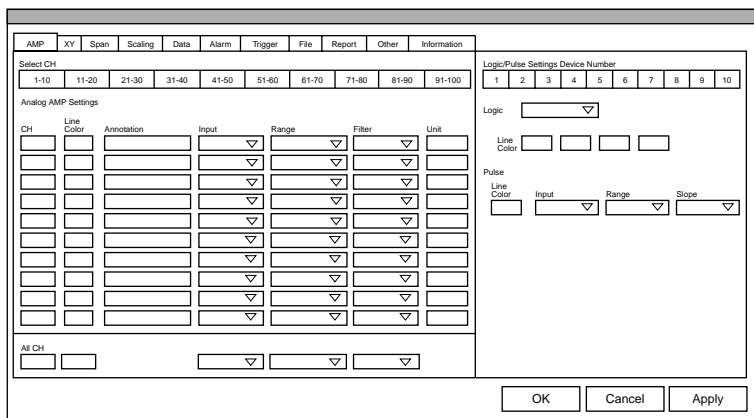 AMP XY Span Scaling Data Alarm Trigger File Report Other Information
Select CH
1-10 11-20 21-30 31-40 41-50 51-60 61-70 71-80 81-90 91-100
Analog AMP Settings
CH Line Color Annotation Input Range Filter Unit
All CH
Logic/Pulse Settings Device Number
1 2 3 4 5 6 7 8 9 10
Logic
Line
Color
Pulse
Line
Color Input Range Slope
OK Cancel Apply